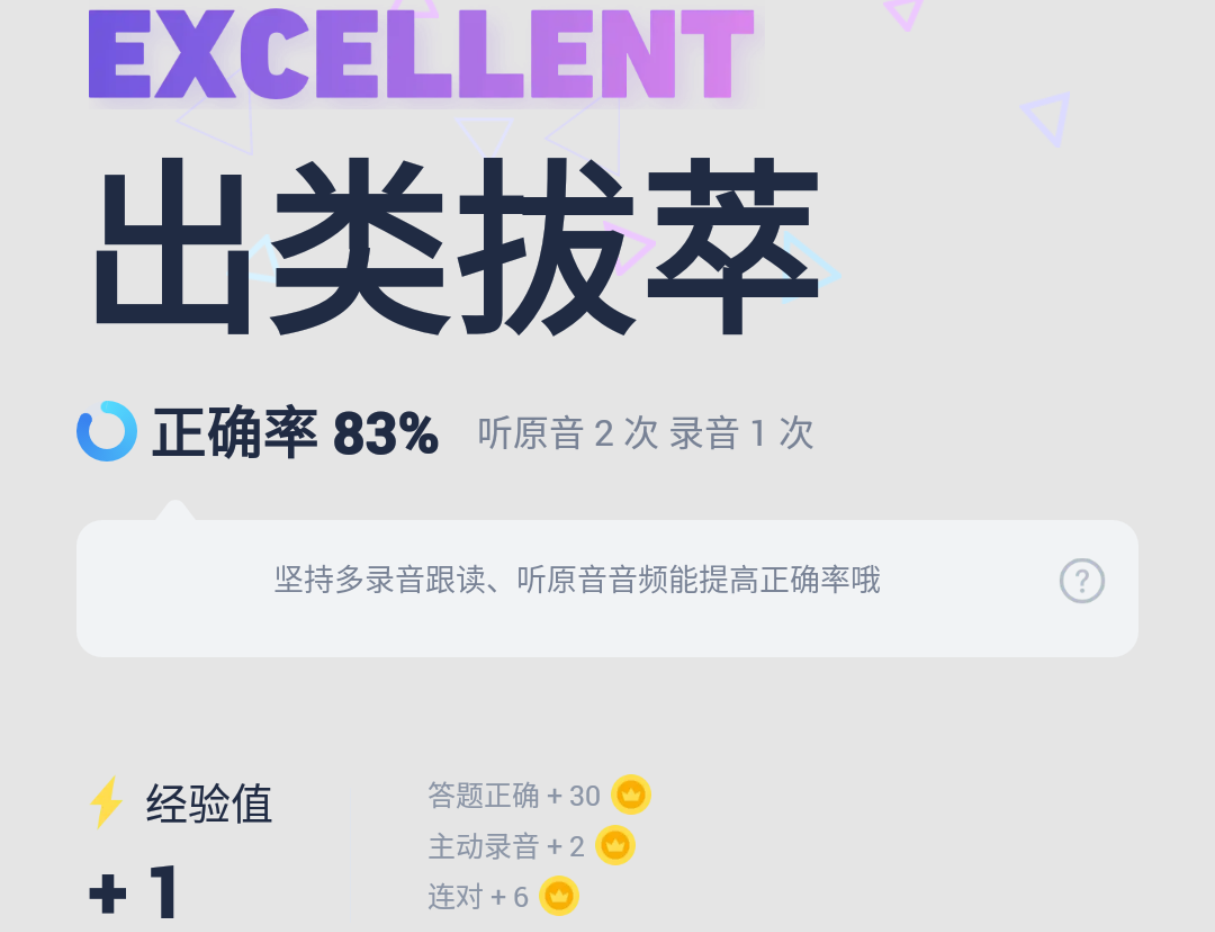 EXCELLENT
出类拔萃
正确率 83% 听原音 2 次 录音 1 次
坚持多录音跟读、听原音音频能提高正确率哦
?
经验值
+ 1
答题正确 + 30
主动录音 + 2
连对 + 6